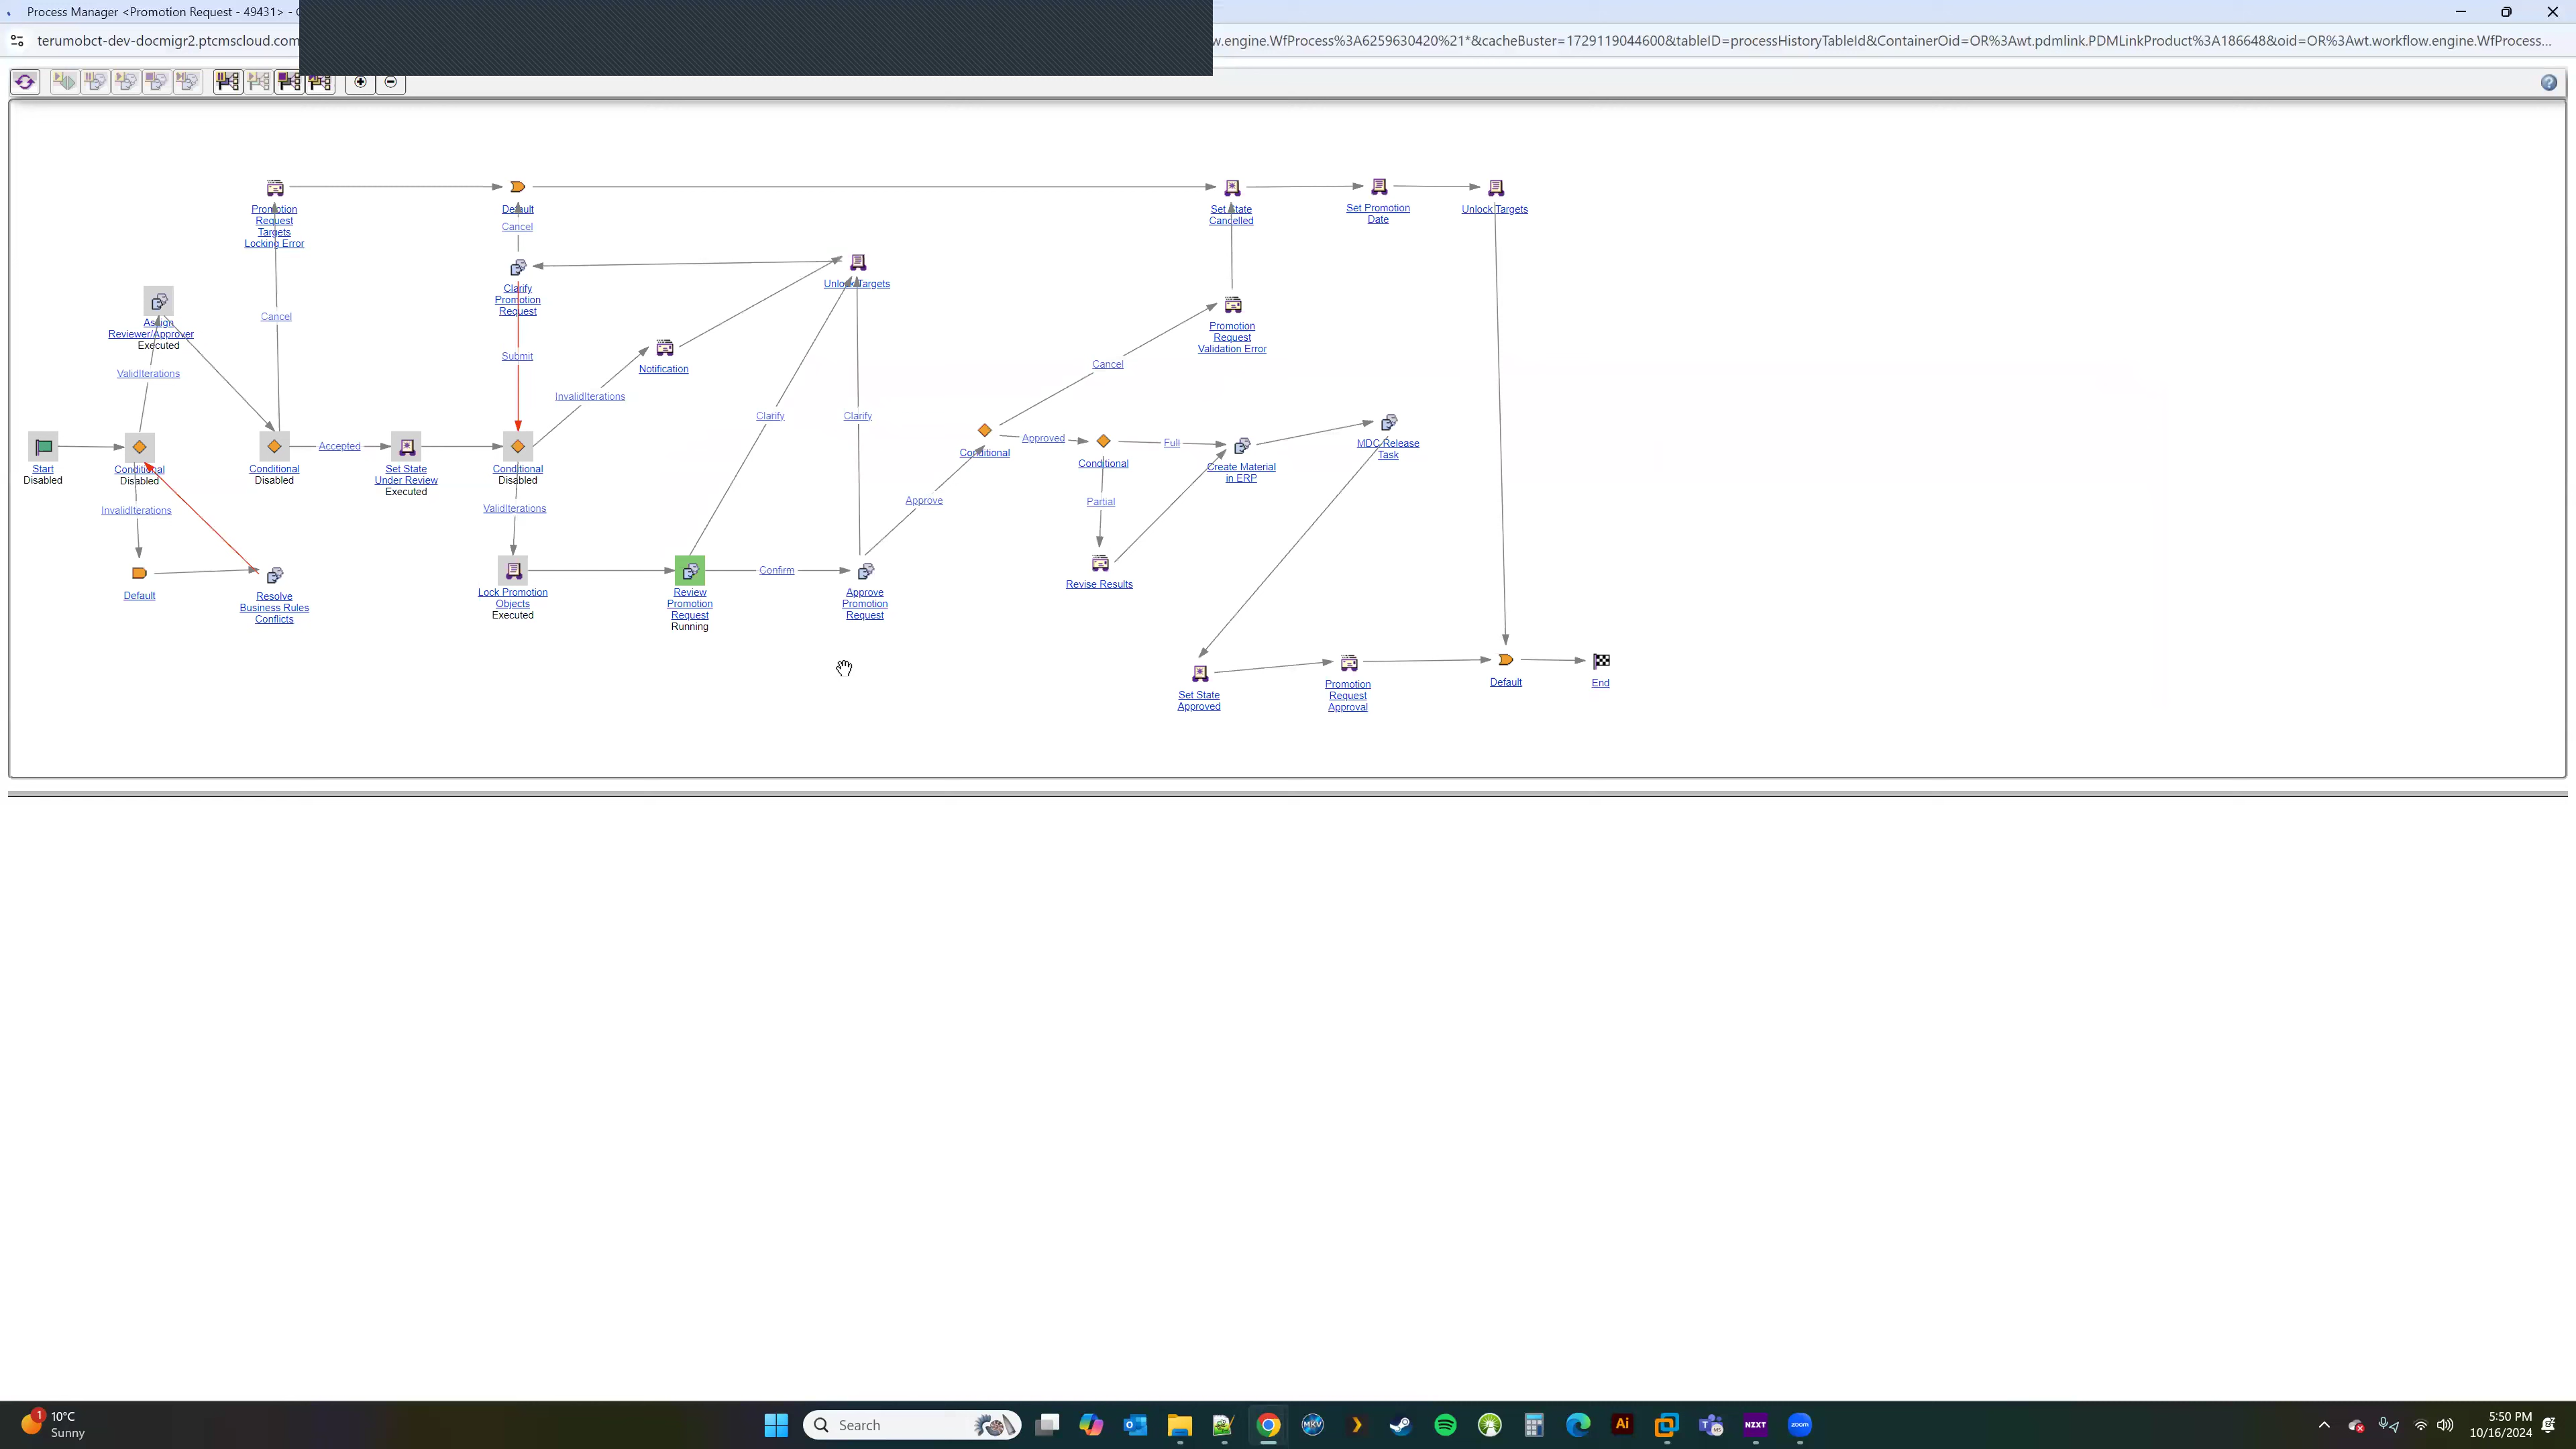 Process Manager <Promotion Request - 49431> -
terumobct-dev-docmigr2.ptcmscloud.com
w.engine.WfProcess%3A6259630420%21*&cacheBuster=1729119044600&tableID=processHistoryTableId&ContainerOid=OR%3Awt.pdmlink.PDMLinkProduct%3A186648&oid=OR%3Awt.workflow.engine.WfProcess...
Promotion
Request
Targets
Locking Error
Default
Cancel
Set State
Cancelled
Set Promotion
Date
Unlock Targets
Clarify
Promotion
Request
Unlock Targets
Assign
Reviewer/Approver
Executed
Cancel
Promotion
Request
Validation Error
Submit
Notification
ValidIterations
Cancel
InvalidIterations
Clarify
Clarify
Start
Disabled
Conditional
Disabled
Conditional
Disabled
Accepted
Set State
Under Review
Executed
Conditional
Disabled
Conditional
Approved
Conditional
Full
Create Material
in ERP
MDC Release
Task
InvalidIterations
ValidIterations
Approve
Partial
Default
Resolve
Business Rules
Conflicts
Lock Promotion
Objects
Executed
Review
Promotion
Request
Running
Confirm
Approve
Promotion
Request
Revise Results
Set State
Approved
Promotion
Request
Approval
Default
End
1
10°C
Sunny
Search
MKV
Ai
NZXT
zoom
5:50 PM
10/16/2024